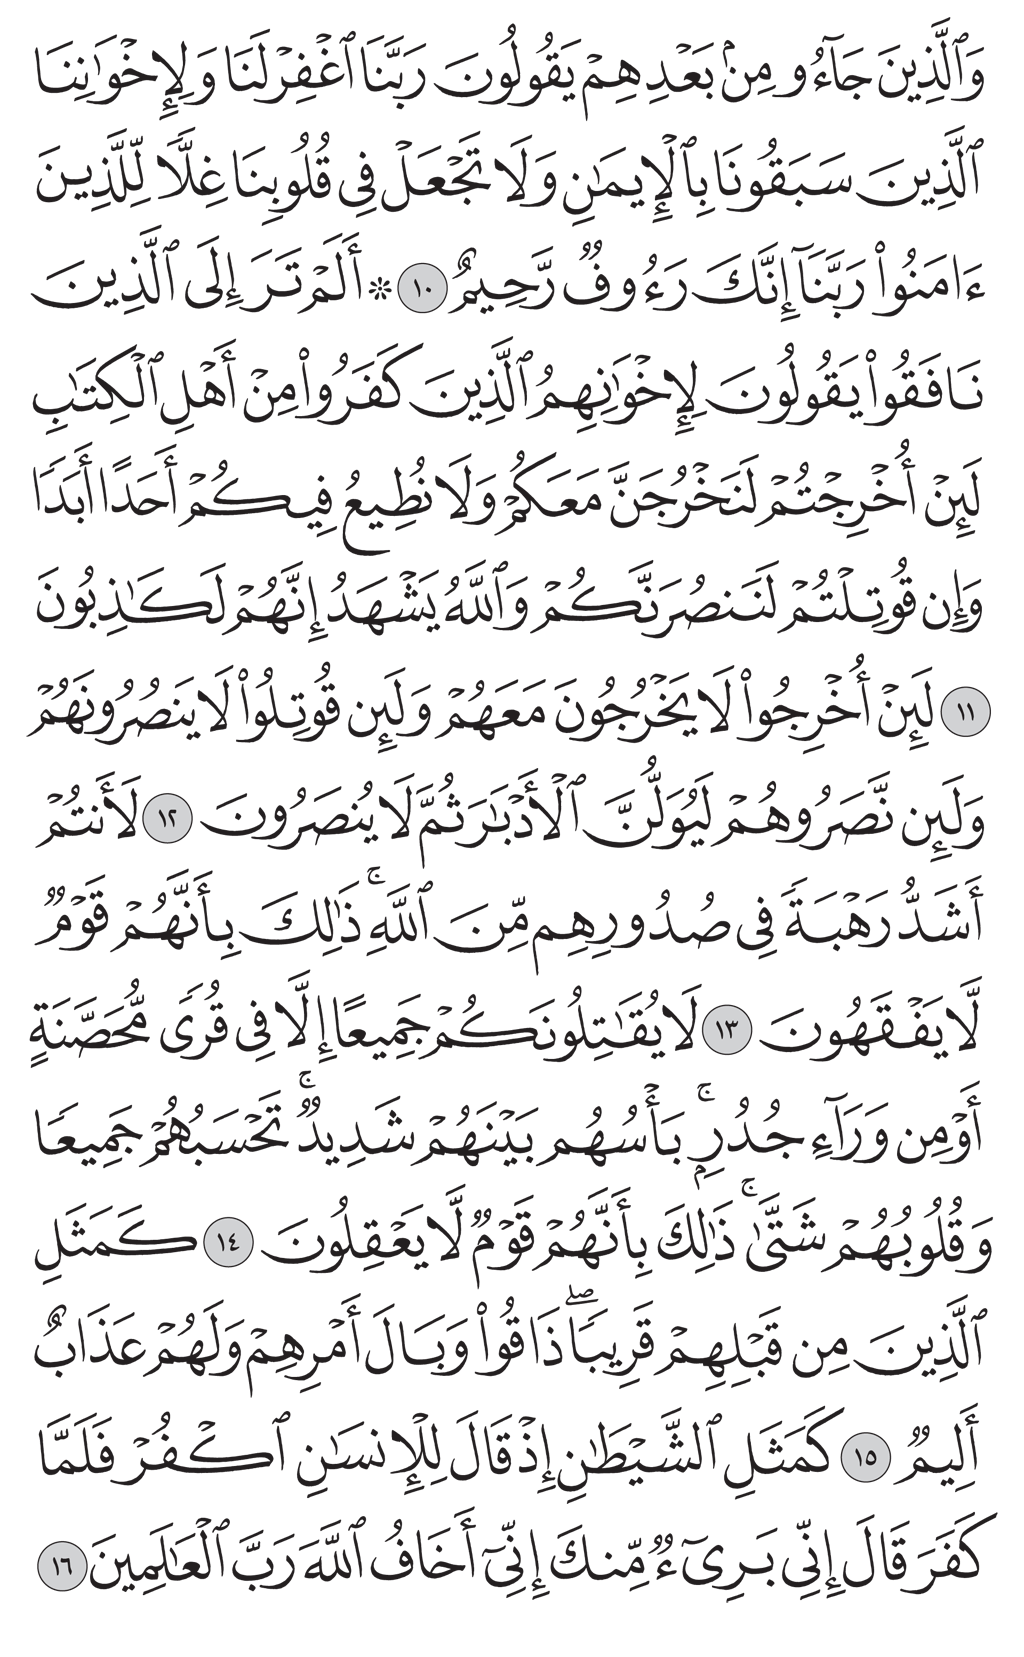 وَٱلَّذِينَ جَآءُو مِنۢ بَعْدِهِمْ يَقُولُونَ رَبَّنَا ٱغْفِرْ لَنَا وَلِإِخْوَٰنِنَا
ٱلَّذِينَ سَبَقُونَا بِٱلْإِيمَٰنِ وَلَا تَجْعَلْ فِى قُلُوبِنَا غِلًّا لِّلَّذِينَ
ءَامَنُوا۟ رَبَّنَآ إِنَّكَ رَءُوفٌ رَّحِيمٌ ١٠ ۞ أَلَمْ تَرَ إِلَى ٱلَّذِينَ
نَافَقُوا۟ يَقُولُونَ لِإِخْوَٰنِهِمُ ٱلَّذِينَ كَفَرُوا۟ مِنْ أَهْلِ ٱلْكِتَٰبِ
لَئِنْ أُخْرِجْتُمْ لَنَخْرُجَنَّ مَعَكُمْ وَلَا نُطِيعُ فِيكُمْ أَحَدًا أَبَدًا
وَإِن قُوتِلْتُمْ لَنَنصُرَنَّكُمْ وَٱللَّهُ يَشْهَدُ إِنَّهُمْ لَكَٰذِبُونَ
١١ لَئِنْ أُخْرِجُوا۟ لَا يَخْرُجُونَ مَعَهُمْ وَلَئِن قُوتِلُوا۟ لَا يَنصُرُونَهُمْ
وَلَئِن نَّصَرُوهُمْ لَيُوَلُّنَّ ٱلْأَدْبَٰرَ ثُمَّ لَا يُنصَرُونَ ١٢ لَأَنتُمْ
أَشَدُّ رَهْبَةً فِى صُدُورِهِم مِّنَ ٱللَّهِ ۚ ذَٰلِكَ بِأَنَّهُمْ قَوْمٌ
لَّا يَفْقَهُونَ ١٣ لَا يُقَٰتِلُونَكُمْ جَمِيعًا إِلَّا فِى قُرًى مُّحَصَّنَةٍ
أَوْ مِن وَرَآءِ جُدُرٍۭ ۚ بَأْسُهُم بَيْنَهُمْ شَدِيدٌ ۚ تَحْسَبُهُمْ جَمِيعًا
وَقُلُوبُهُمْ شَتَّىٰ ۚ ذَٰلِكَ بِأَنَّهُمْ قَوْمٌ لَّا يَعْقِلُونَ ١٤ كَمَثَلِ
ٱلَّذِينَ مِن قَبْلِهِمْ قَرِيبًا ۖ ذَاقُوا۟ وَبَالَ أَمْرِهِمْ وَلَهُمْ عَذَابٌ
أَلِيمٌ ١٥ كَمَثَلِ ٱلشَّيْطَٰنِ إِذْ قَالَ لِلْإِنسَٰنِ ٱكْفُرْ فَلَمَّا
كَفَرَ قَالَ إِنِّى بَرِىٓءٌ مِّنكَ إِنِّىٓ أَخَافُ ٱللَّهَ رَبَّ ٱلْعَٰلَمِينَ ١٦